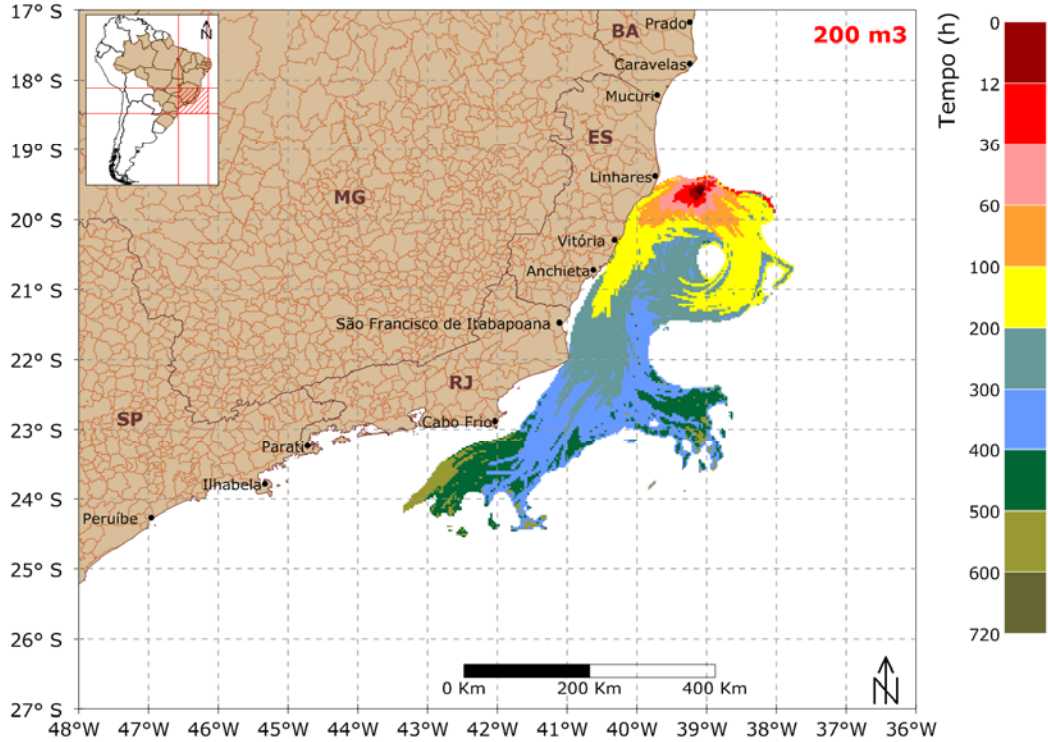 17° S
18° S
19° S
20° S
21° S
22° S
23° S
24° S
25° S
26° S
27° S
N
200 m3
BA
Prado
Caravelas
Mucuri
ES
Linhares
MG
Vitória
Anchieta
São Francisco de Itabapoana
RJ
SP
Cabo Frio
Parati
Ilhabela
Peruíbe
0 Km
200 Km
400 Km
N
48°W
47°W
46°W
45°W
44°W
43°W
42°W
41°W
40°W
39°W
38°W
37°W
36°W
Tempo (h)
0
12
36
60
100
200
300
400
500
600
720